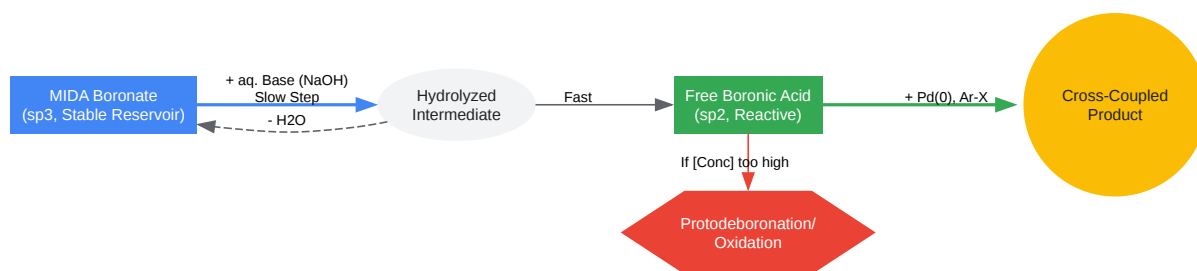 MIDA Boronate
(sp3, Stable Reservoir)
+ aq. Base (NaOH)
Slow Step
- H2O
Hydrolyzed
Intermediate
Fast
Free Boronic Acid
(sp2, Reactive)
+ Pd(0), Ar-X
Cross-Coupled
Product
If [Conc] too high
Protodeboronation/
Oxidation